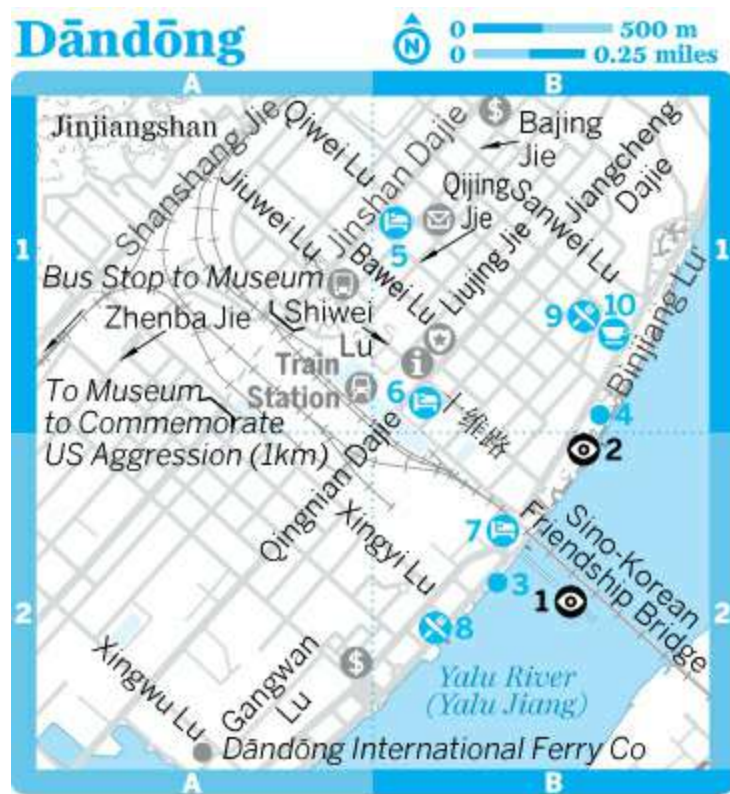 Dāndōng
N
0 500 m
0 0.25 miles
A B
Jinjiangshan
Shanshang Jie
Qiwei Lu
Jinshan Dajie
$
Bajing
Jie
Jiangcheng
Dajie
Jiuwei Lu
Qijing
Jie
Sanwei Lu
5
1 1
Bawei Lu
Liujing Jie
Bus Stop to Museum
Zhenba Jie
Shiwei
Lu
9 10
Binjiang Lu
Train
Station
i
6
十维路
4
To Museum
to Commemorate
US Aggression (1km)
2
Qingnian Dajie
Xingyi Lu
7
Sino-Korean
Friendship Bridge
3
1
2 2
8
Xingwu Lu
Gangwan
Lu
$
Yalu River
(Yalu Jiang)
Dāndōng International Ferry Co
A B